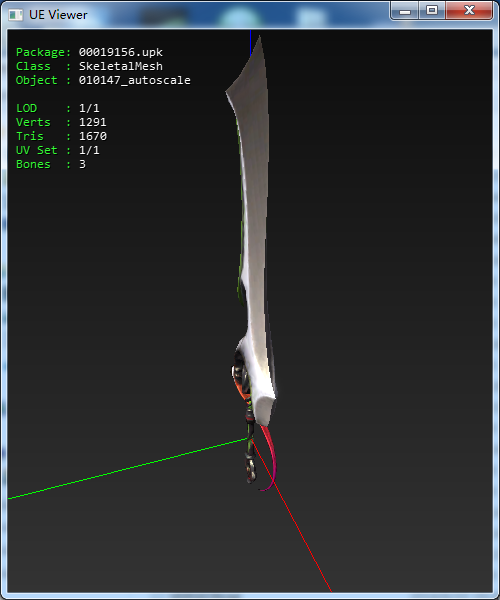 UE Viewer
Package: 00019156.upk
Class : SkeletalMesh
Object : 010147_autoscale
LOD : 1/1
Verts : 1291
Tris : 1670
UV Set : 1/1
Bones : 3